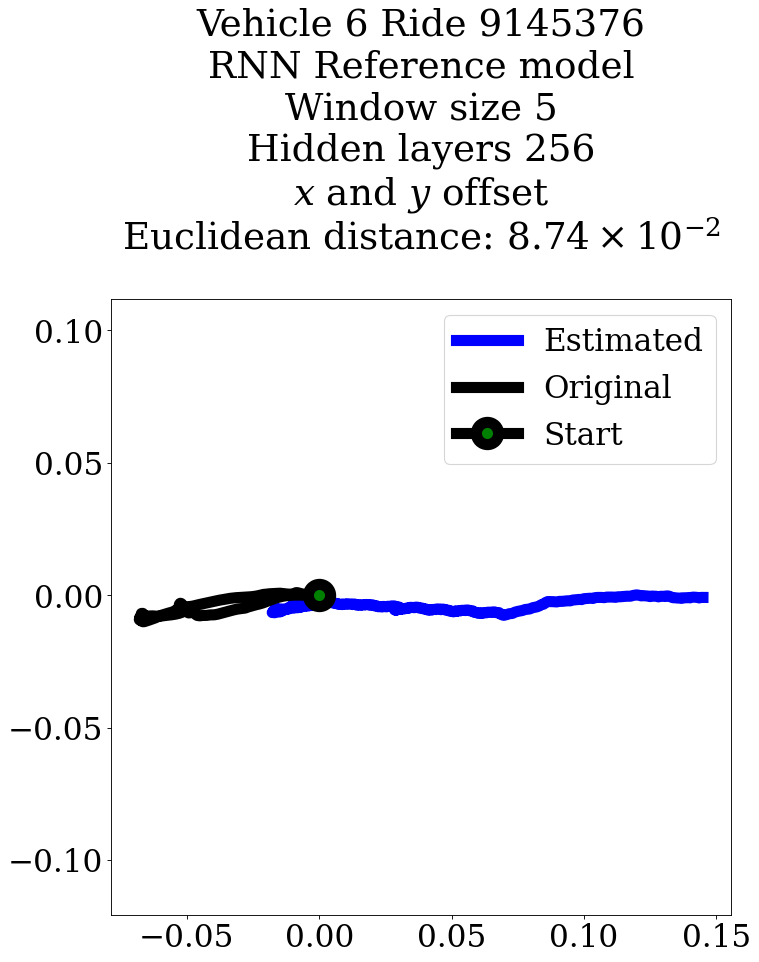 Vehicle 6 Ride 9145376
RNN Reference model
Window size 5
Hidden layers 256
x and y offset
Euclidean distance: 8.74 × 10⁻²
Estimated
Original
Start
0.10
0.05
0.00
−0.05
−0.10
−0.05 0.00 0.05 0.10 0.15